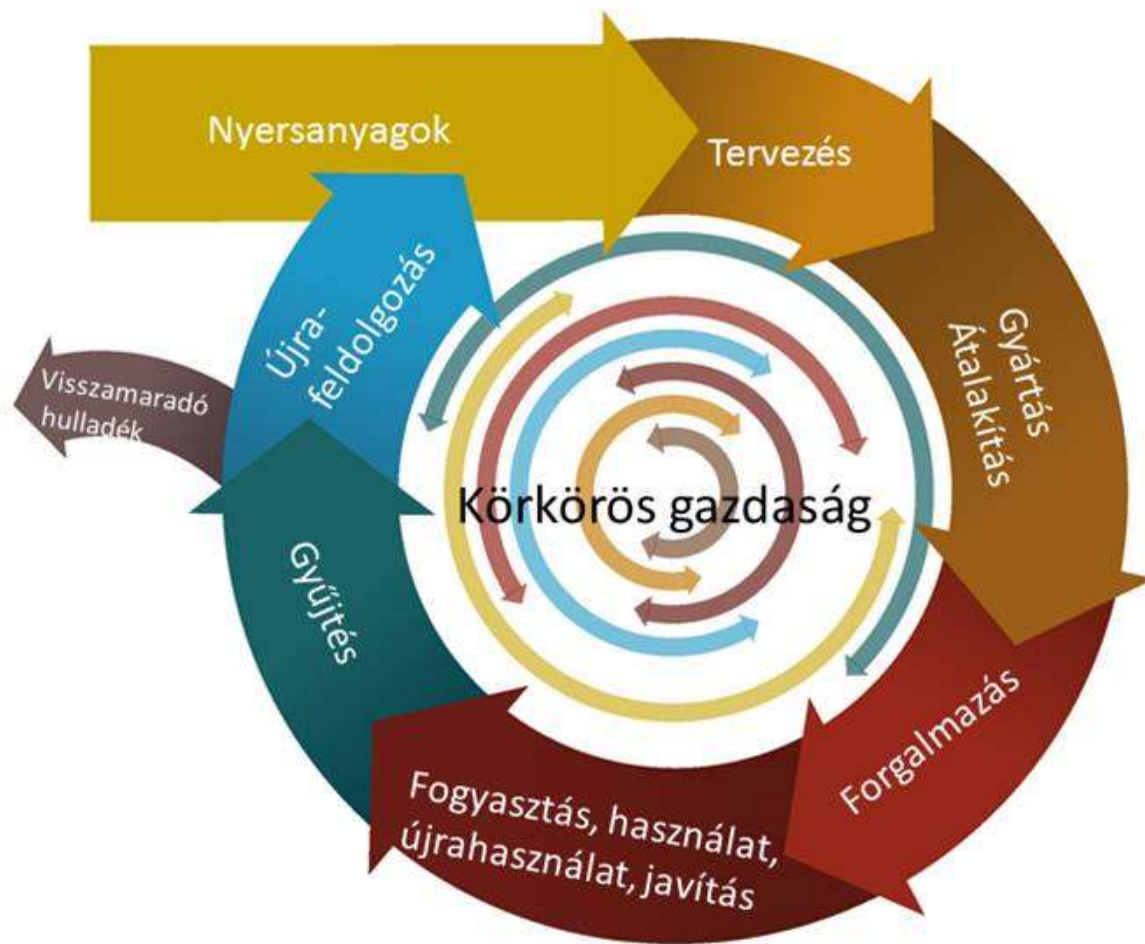 Nyersanyagok
Tervezés
Gyártás
Átalakítás
Forgalmazás
Fogyasztás, használat,
újrahasználat, javítás
Gyűjtés
Újra-
feldolgozás
Visszamaradó
hulladék
Körkörös gazdaság